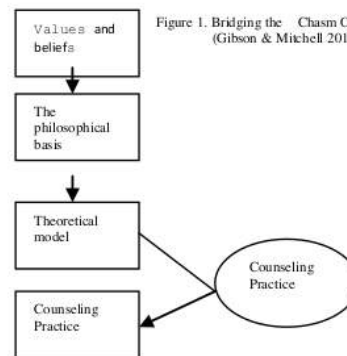 Values and
beliefs
Figure 1. Bridging the Chasm
(Gibson & Mitchell 201
The
philosophical
basis
Theoretical
model
Counseling
Practice
Counseling
Practice